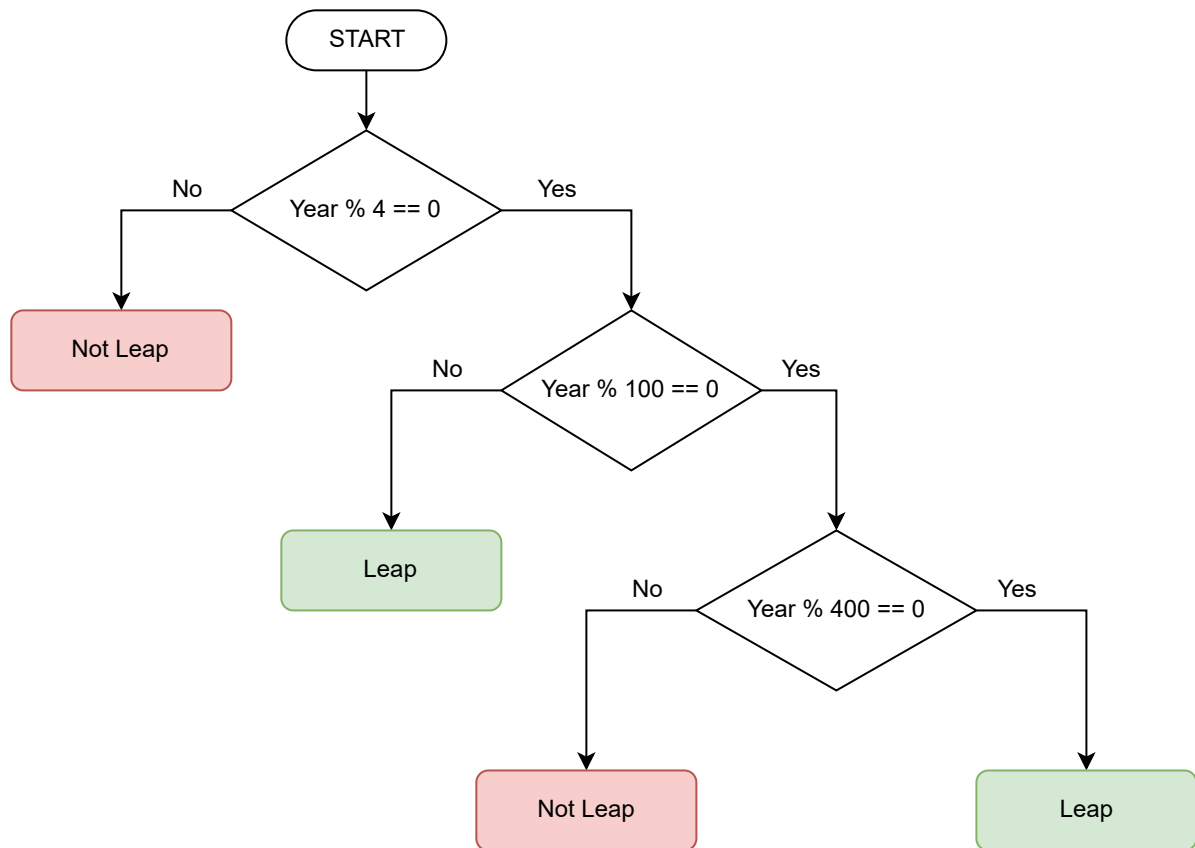 START
No
Yes
Year % 4 == 0
Not Leap
No
Yes
Year % 100 == 0
Leap
No
Yes
Year % 400 == 0
Not Leap
Leap